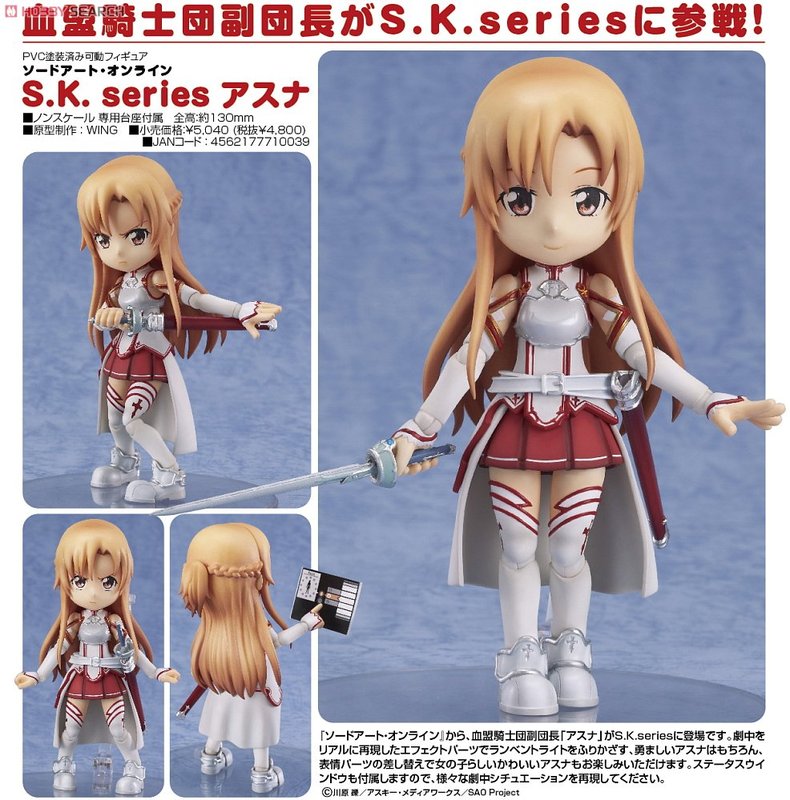 HOBBY SEARCH
血盟騎士団副団長がS.K.seriesに参戦!
PVC塗装済み可動フィギュア
ソードアート・オンライン
S.K. series アスナ
■ノンスケール 専用台座付属 全高:約130mm
■原型制作:WING ■小売価格:¥5,040 (税抜¥4,800)
■JANコード:4562177710039
『ソードアート・オンライン』から、血盟騎士団副団長「アスナ」がS.K.seriesに登場です。劇中を
リアルに再現したエフェクトパーツでランベントライトをふりかざす、勇ましいアスナはもちろん、
表情パーツの差し替えで女の子らしいかわいいアスナもお楽しみいただけます。ステータスウイ
ンドウも付属しますので、様々な劇中シチュエーションを再現してください。
©川原 礫/アスキー・メディアワークス/SAO Project